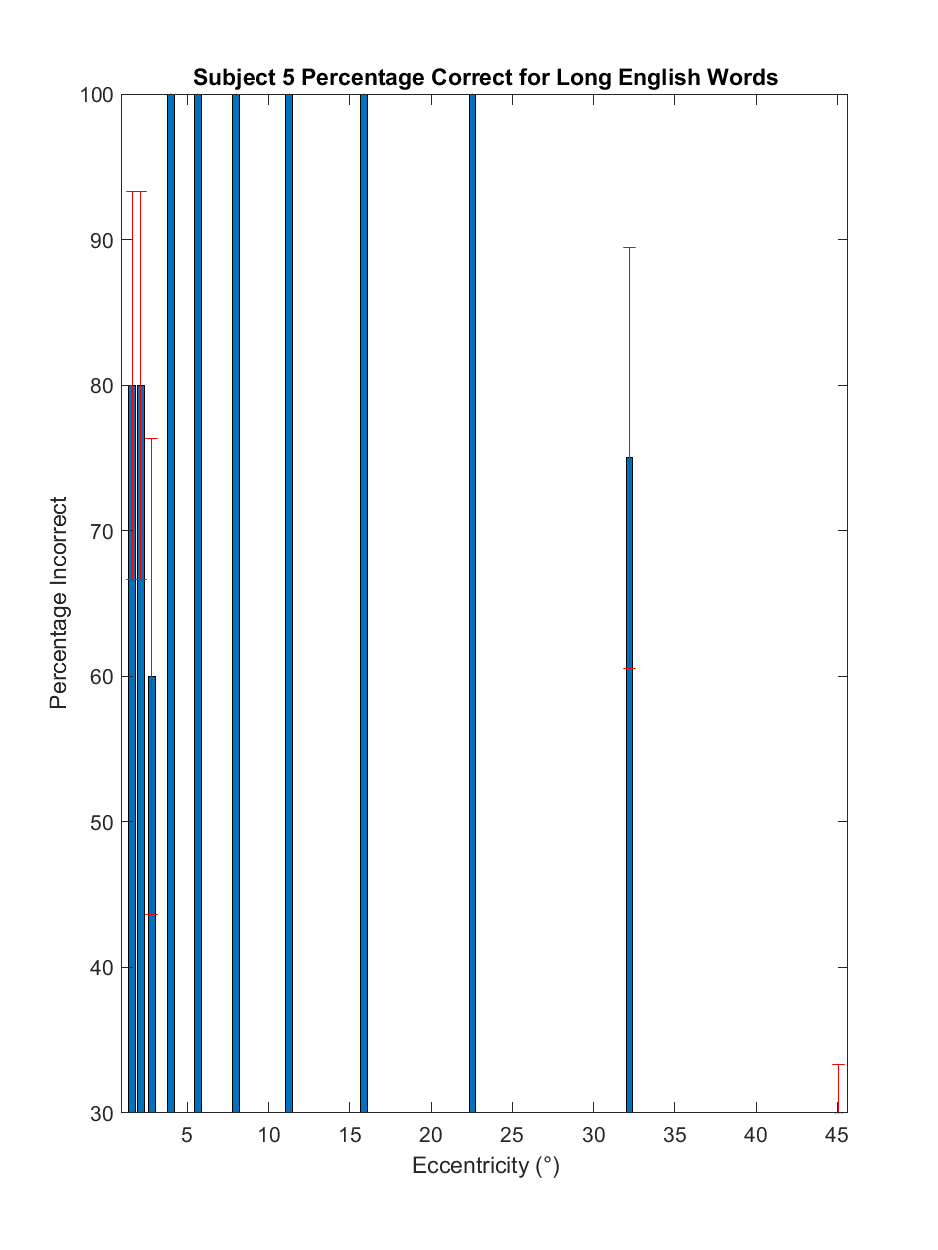 Subject 5 Percentage Correct for Long English Words
100
90
80
70
60
50
40
30
Percentage Incorrect
5 10 15 20 25 30 35 40 45
Eccentricity (°)